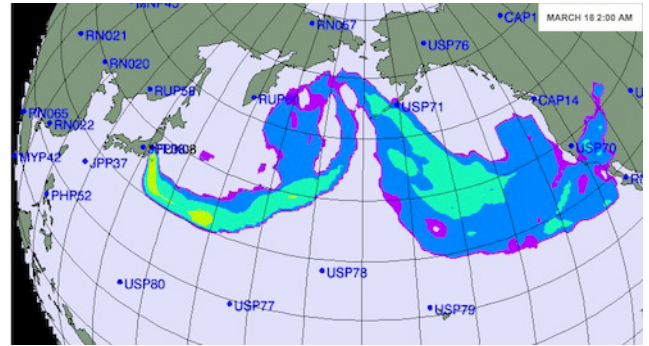 MNP45
RN057
CAP1
MARCH 18 2:00 AM
RN021
USP76
RN020
RUP58
CAP14
RN065
USP71
RN022
USP70
MYP42
JPP37
PHP52
USP78
USP80
USP77
USP79